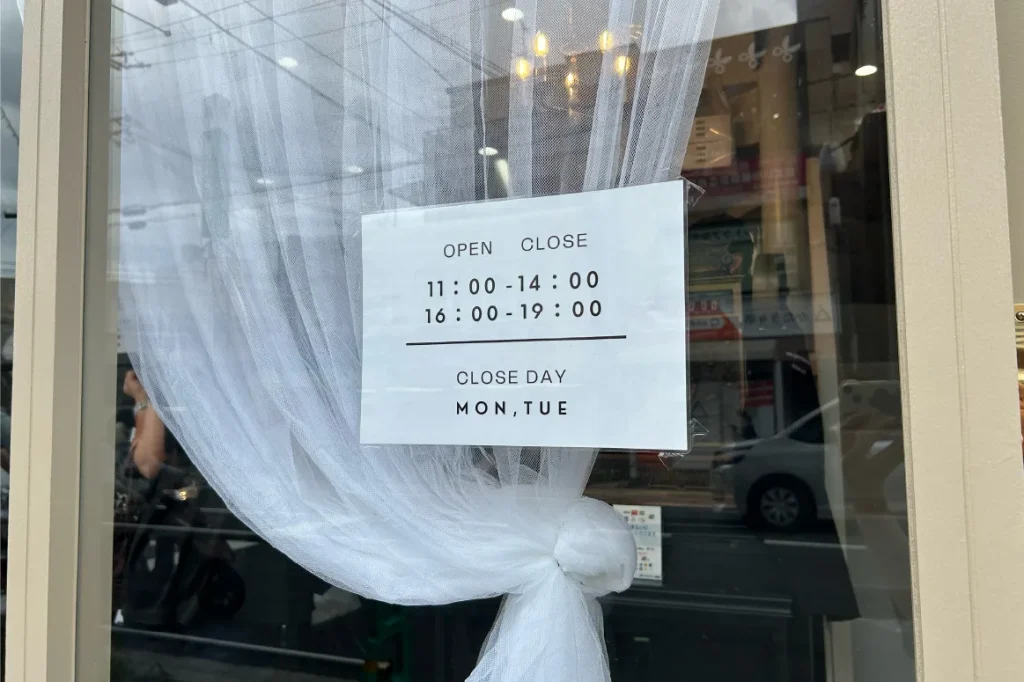 OPEN CLOSE
11：00 -14：00
16：00-19：00
CLOSE DAY
MON,TUE